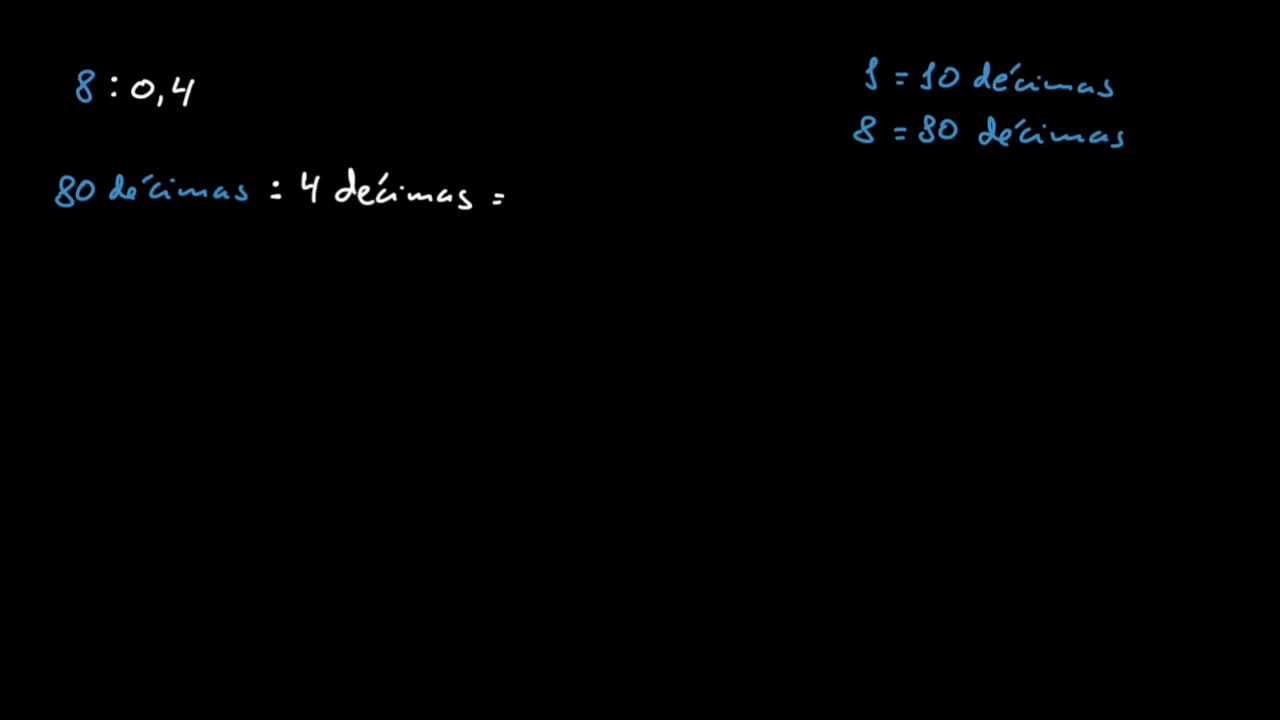 8 : 0,4
1 = 10 décimas
8 = 80 décimas
80 décimas : 4 décimas =